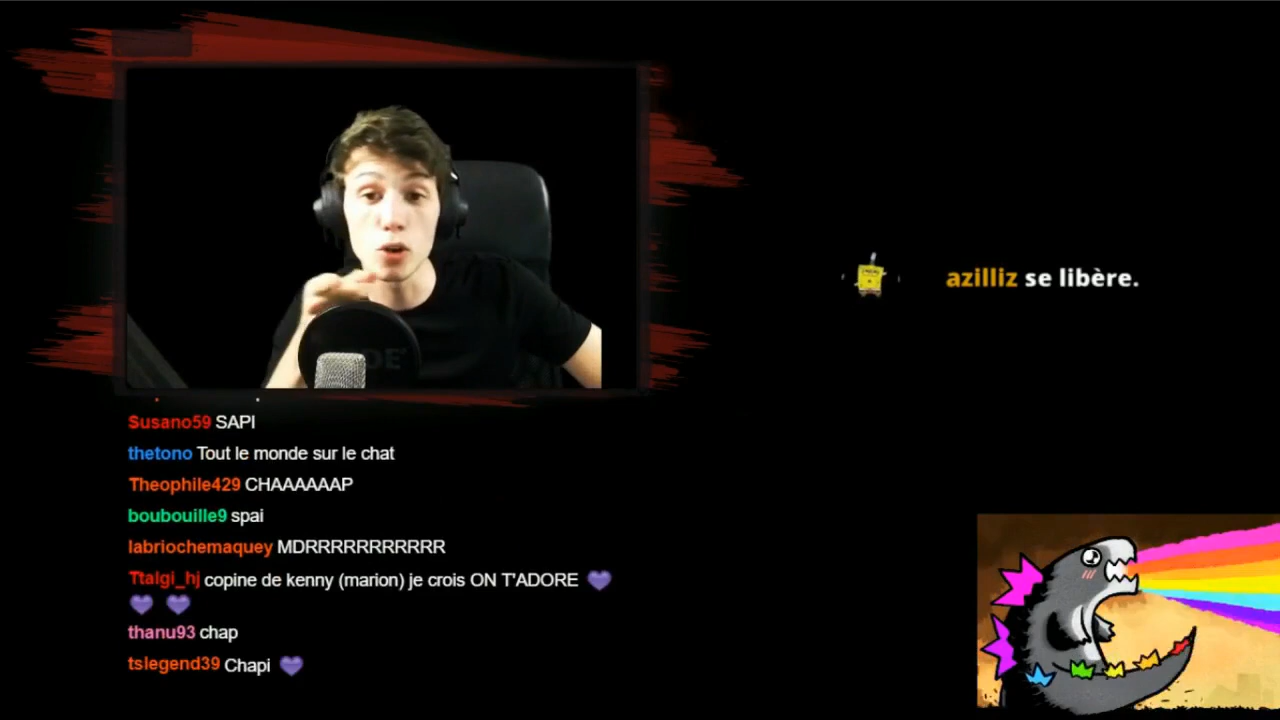 azilliz se libère.
Susano59 SAPI
thetono Tout le monde sur le chat
Theophile429 CHAAAAAAP
boubouille9 spai
labriochemaquey MDRRRRRRRRRRR
Ttalgi_hj copine de kenny (marion) je crois ON T'ADORE
thanu93 chap
tslegend39 Chapi